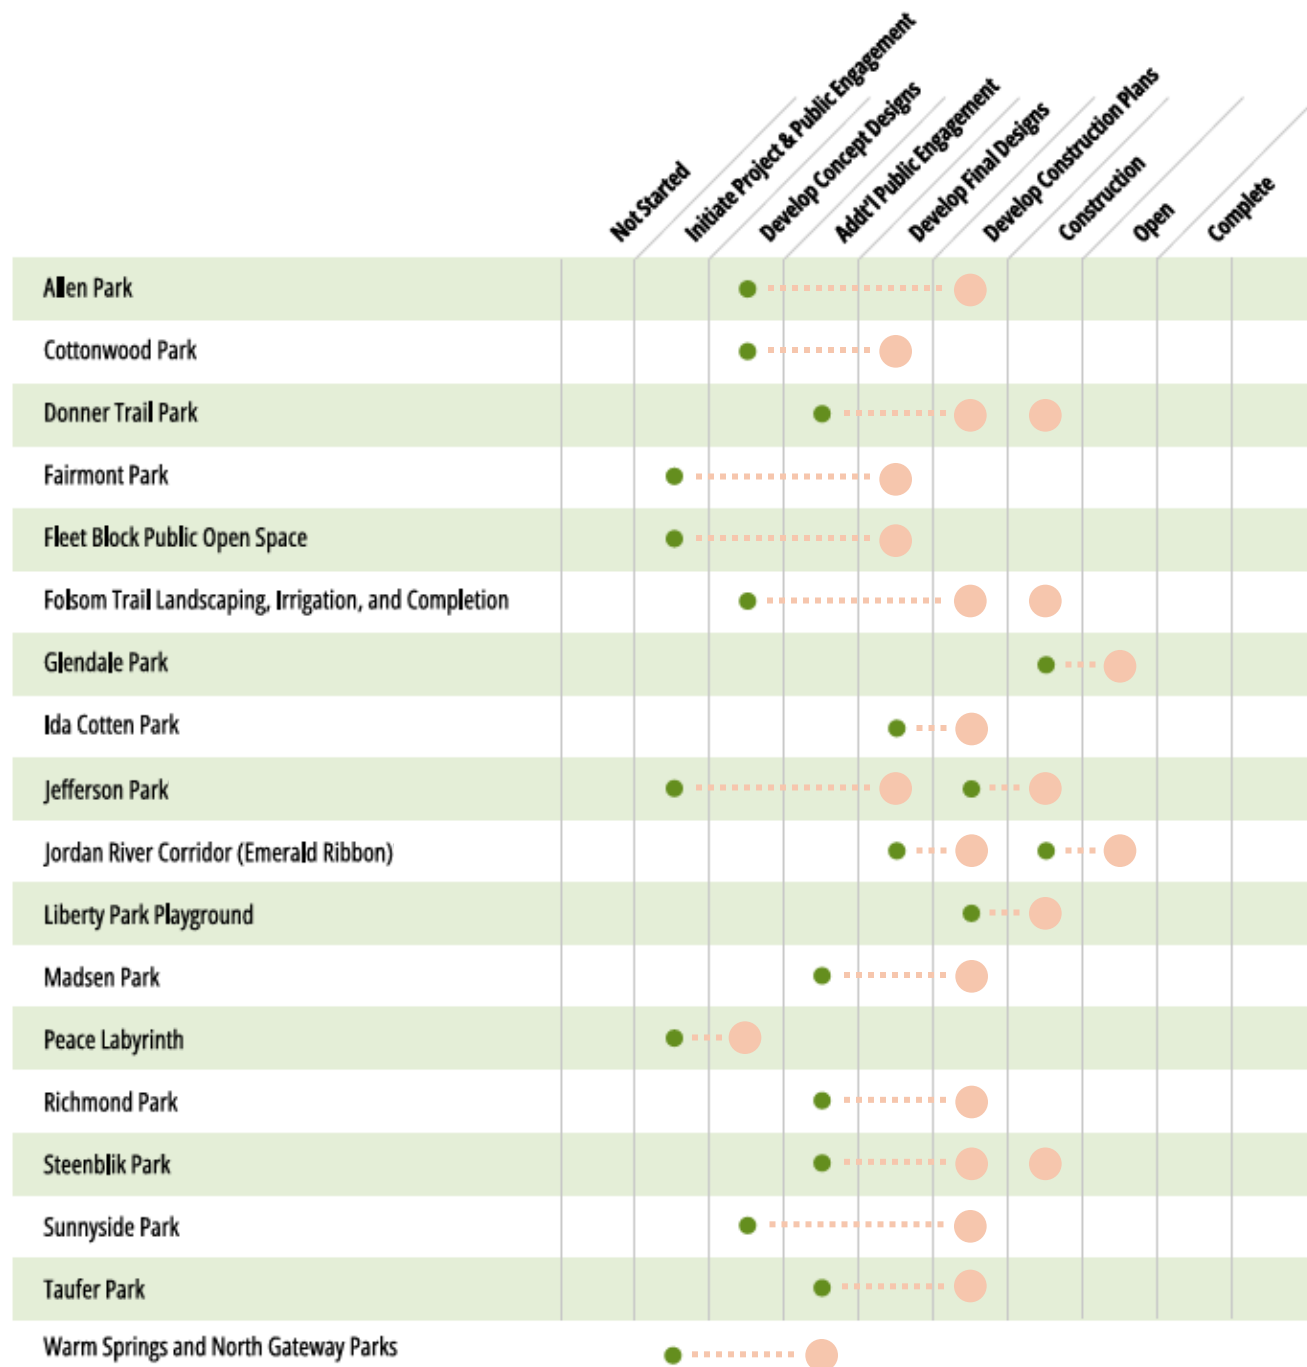 Not Started
Initiate Project & Public Engagement
Develop Concept Designs
Addt'l Public Engagement
Develop Final Designs
Develop Construction Plans
Construction
Open
Complete
Allen Park
Cottonwood Park
Donner Trail Park
Fairmont Park
Fleet Block Public Open Space
Folsom Trail Landscaping, Irrigation, and Completion
Glendale Park
Ida Cotten Park
Jefferson Park
Jordan River Corridor (Emerald Ribbon)
Liberty Park Playground
Madsen Park
Peace Labyrinth
Richmond Park
Steenblik Park
Sunnyside Park
Taufer Park
Warm Springs and North Gateway Parks